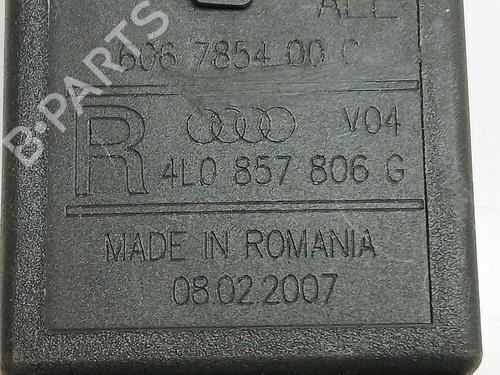 606 7854 00 C
R V04
4L0 857 806 G
MADE IN ROMANIA
08.02.2007
B-PARTS